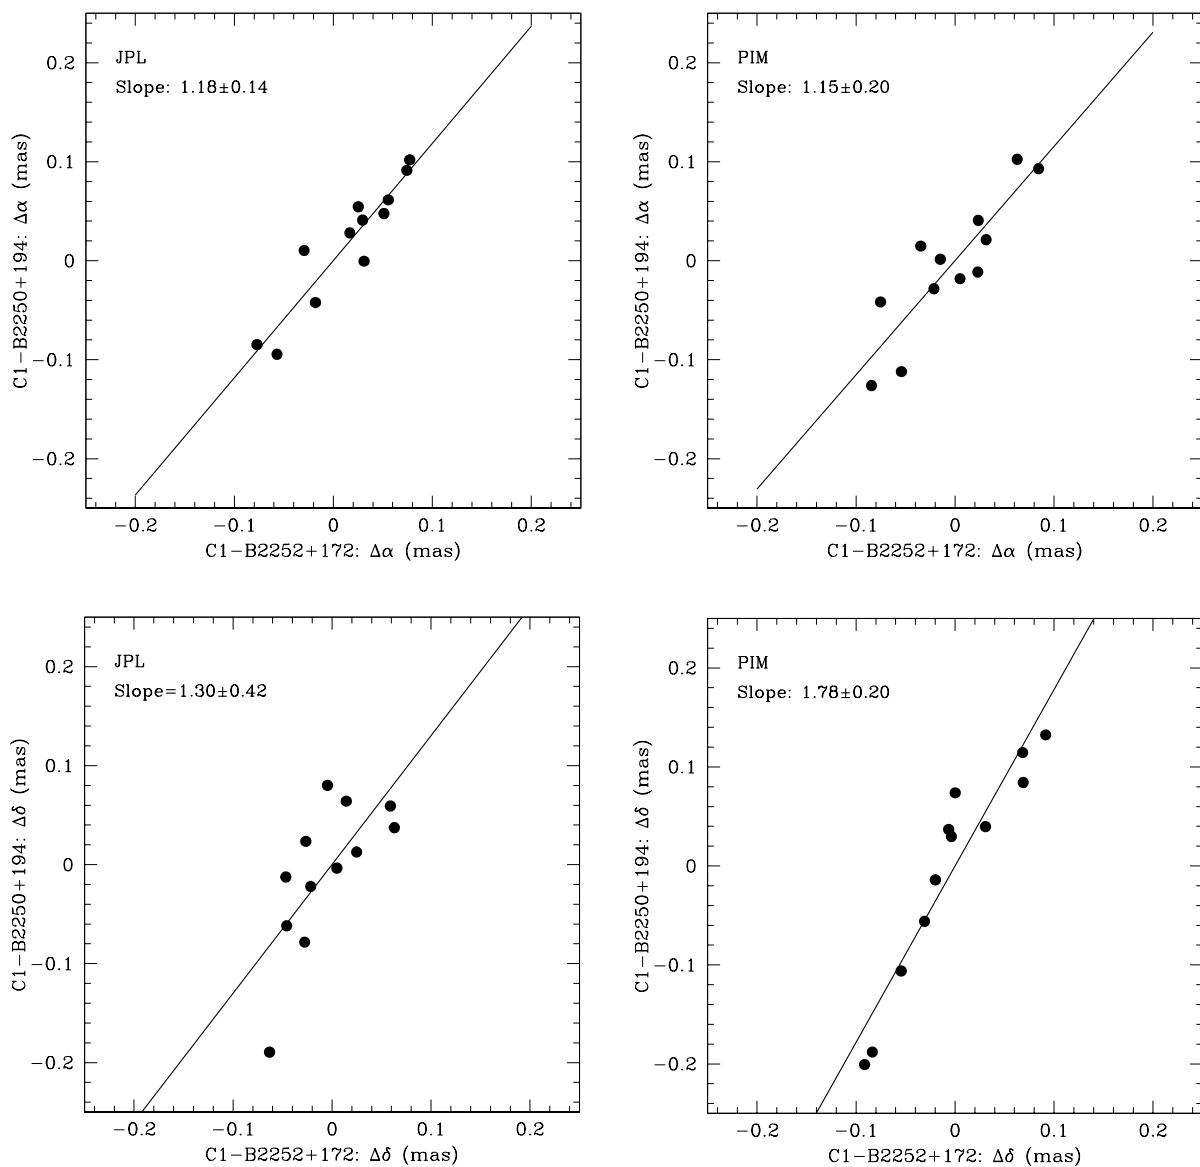 JPL
Slope: 1.18±0.14
0.2
0.1
0
−0.1
−0.2
C1−B2250+194: Δα (mas)
−0.2 −0.1 0 0.1 0.2
C1−B2252+172: Δα (mas)
PIM
Slope: 1.15±0.20
0.2
0.1
0
−0.1
−0.2
C1−B2250+194: Δα (mas)
−0.2 −0.1 0 0.1 0.2
C1−B2252+172: Δα (mas)
JPL
Slope=1.30±0.42
0.2
0.1
0
−0.1
−0.2
C1−B2250+194: Δδ (mas)
−0.2 −0.1 0 0.1 0.2
C1−B2252+172: Δδ (mas)
PIM
Slope: 1.78±0.20
0.2
0.1
0
−0.1
−0.2
C1−B2250+194: Δδ (mas)
−0.2 −0.1 0 0.1 0.2
C1−B2252+172: Δδ (mas)